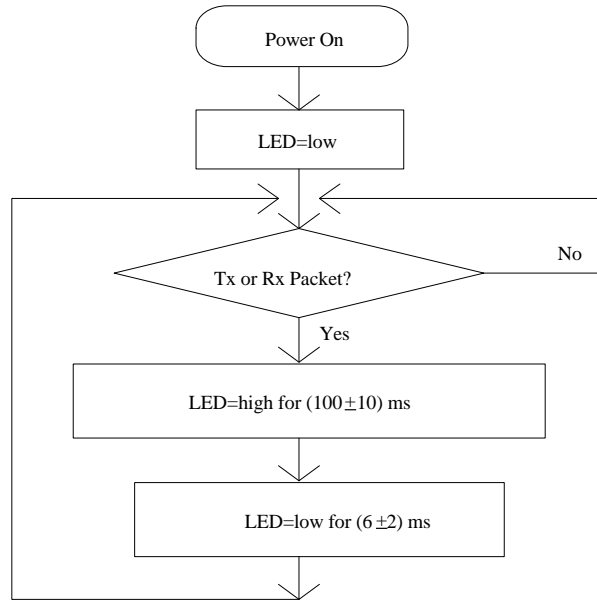 Power On
LED=low
Tx or Rx Packet?
No
Yes
LED=high for (100±10) ms
LED=low for (6±2) ms